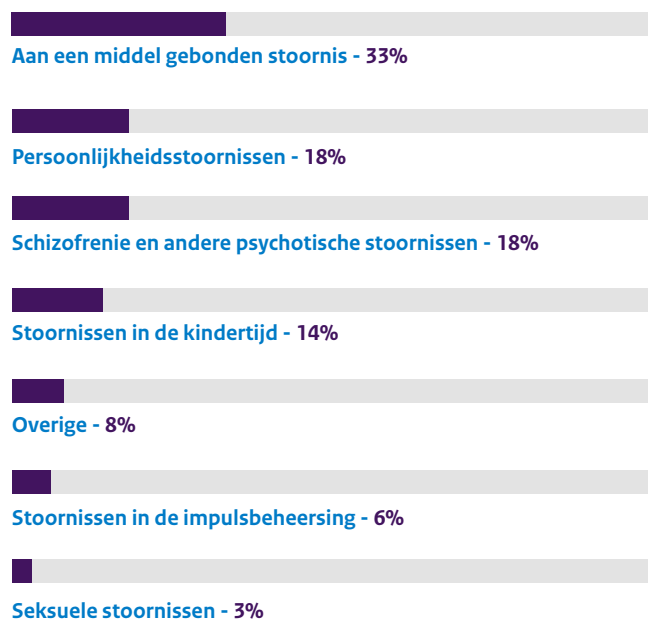 Aan een middel gebonden stoornis - 33%
Persoonlijkheidsstoornissen - 18%
Schizofrenie en andere psychotische stoornissen - 18%
Stoornissen in de kindertijd - 14%
Overige - 8%
Stoornissen in de impulsbeheersing - 6%
Seksuele stoornissen - 3%